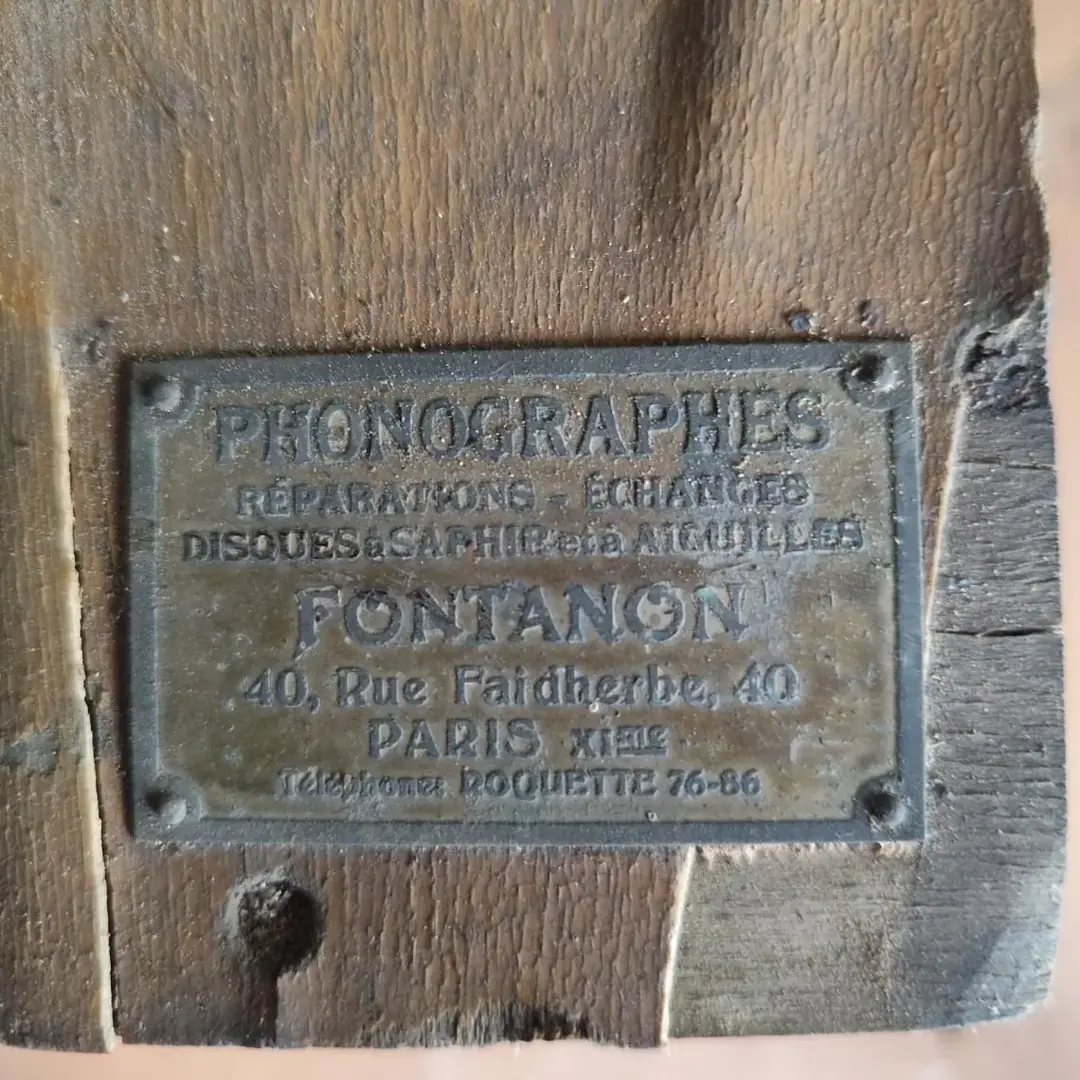 PHONOGRAPHES
RÉPARATIONS - ÉCHANGES
DISQUES à SAPHIR et à AIGUILLES
FONTANON
40, Rue Faidherbe, 40
PARIS XIème
Téléphone: ROQUETTE 76-86